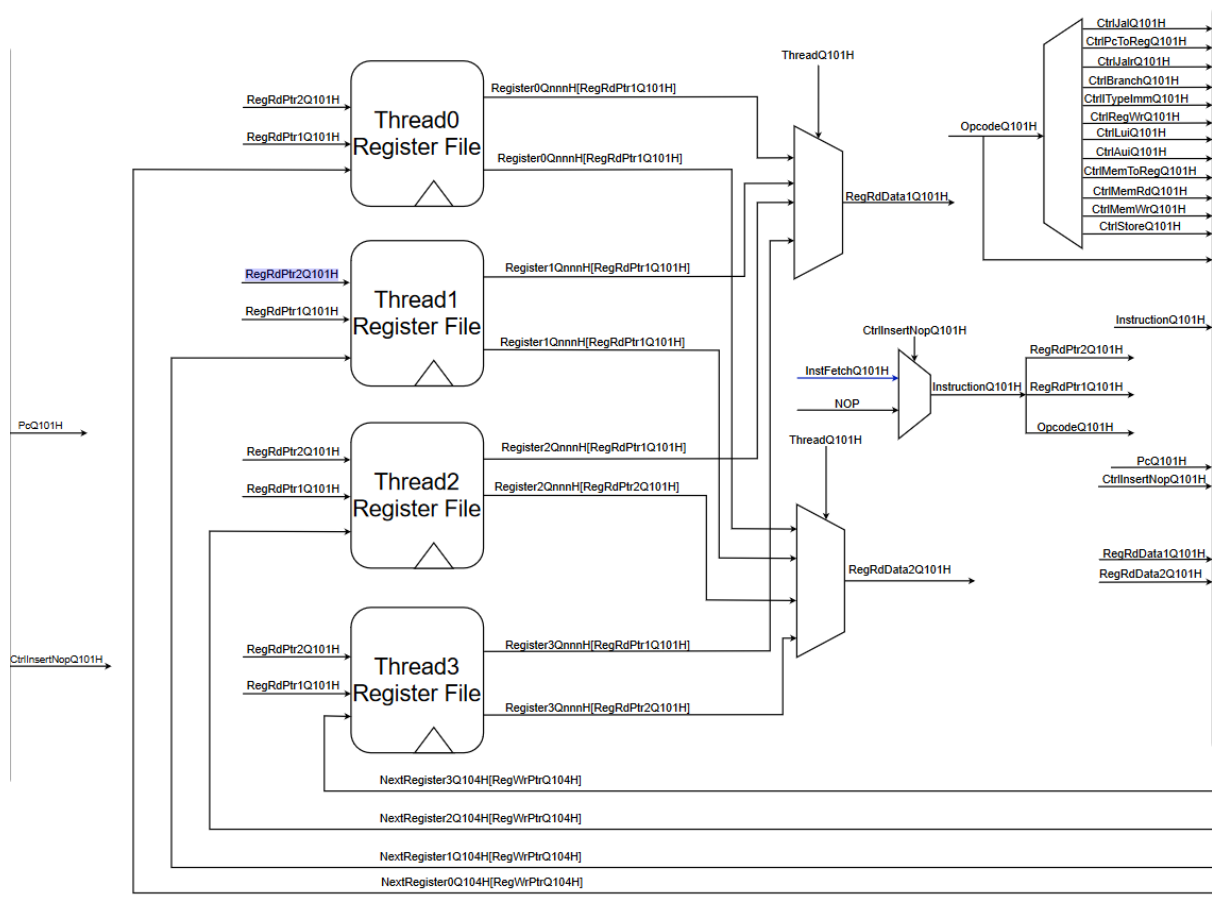 CtrlJalQ101H
CtrlPcToRegQ101H
CtrlJalrQ101H
CtrlBranchQ101H
CtrlITypeImmQ101H
CtrlRegWrQ101H
CtrlLuiQ101H
CtrlAuiQ101H
CtrlMemToRegQ101H
CtrlMemRdQ101H
CtrlMemWrQ101H
CtrlStoreQ101H
OpcodeQ101H
ThreadQ101H
RegRdPtr2Q101H
RegRdPtr1Q101H
Thread0
Register File
Register0QnnnH[RegRdPtr1Q101H]
Register0QnnnH[RegRdPtr1Q101H]
RegRdData1Q101H
RegRdPtr2Q101H
RegRdPtr1Q101H
Thread1
Register File
Register1QnnnH[RegRdPtr1Q101H]
Register1QnnnH[RegRdPtr1Q101H]
InstructionQ101H
CtrlInsertNopQ101H
InstFetchQ101H
NOP
InstructionQ101H
RegRdPtr2Q101H
RegRdPtr1Q101H
OpcodeQ101H
PcQ101H
RegRdPtr2Q101H
RegRdPtr1Q101H
Thread2
Register File
Register2QnnnH[RegRdPtr1Q101H]
Register2QnnnH[RegRdPtr2Q101H]
ThreadQ101H
RegRdData2Q101H
PcQ101H
CtrlInsertNopQ101H
RegRdData1Q101H
RegRdData2Q101H
CtrlInsertNopQ101H
RegRdPtr2Q101H
RegRdPtr1Q101H
Thread3
Register File
Register3QnnnH[RegRdPtr1Q101H]
Register3QnnnH[RegRdPtr2Q101H]
NextRegister3Q104H[RegWrPtrQ104H]
NextRegister2Q104H[RegWrPtrQ104H]
NextRegister1Q104H[RegWrPtrQ104H]
NextRegister0Q104H[RegWrPtrQ104H]